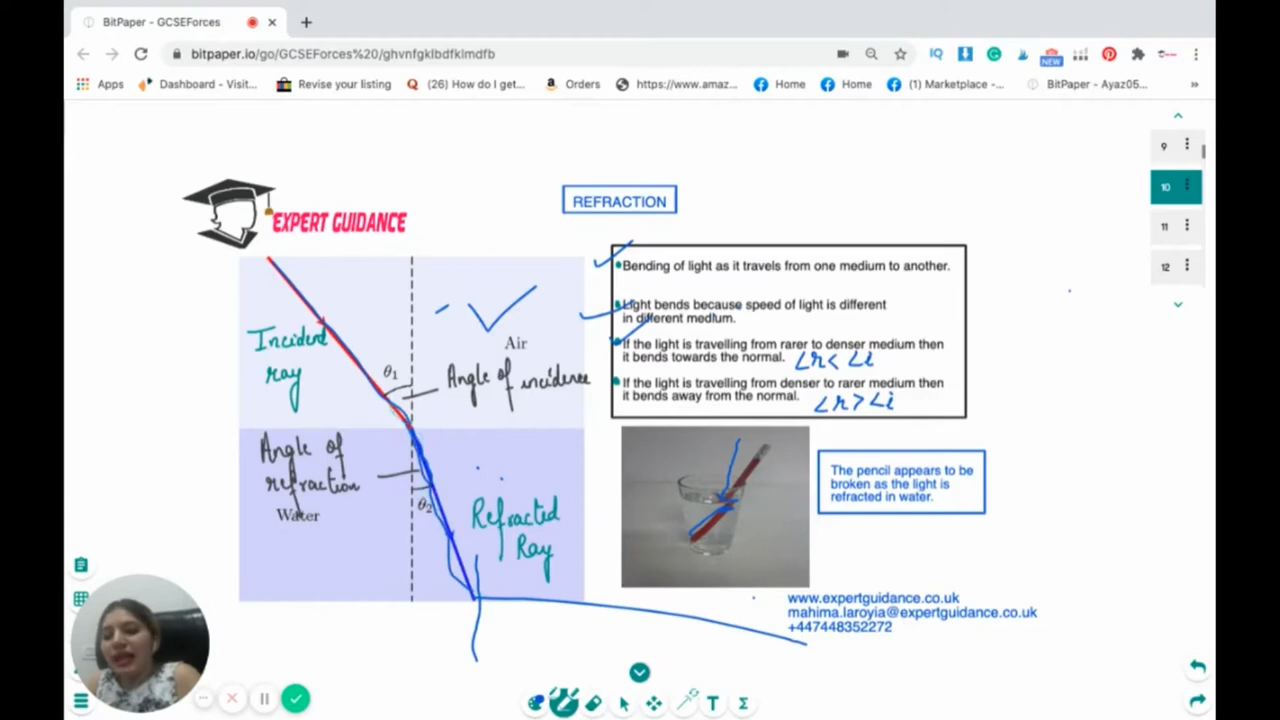 BitPaper - GCSEForces
bitpaper.io/go/GCSEForces%20/ghvnfgklbdfklmdfb
NEW
Apps
Dashboard - Visit...
Revise your listing
(26) How do I get...
Orders
https://www.amaz...
Home
Home
(1) Marketplace -...
BitPaper - Ayaz05...
»
9
10
11
12
EXPERT GUIDANCE
REFRACTION
Incident
ray
θ1
Air
Angle of incidence
Angle of
refraction
Water
θ2
Refracted
Ray
Bending of light as it travels from one medium to another.
Light bends because speed of light is different
in different medium.
If the light is travelling from rarer to denser medium then
it bends towards the normal. ∠r < ∠i
If the light is travelling from denser to rarer medium then
it bends away from the normal. ∠r > ∠i
The pencil appears to be
broken as the light is
refracted in water.
www.expertguidance.co.uk
mahima.laroyia@expertguidance.co.uk
+447448352272
T Σ